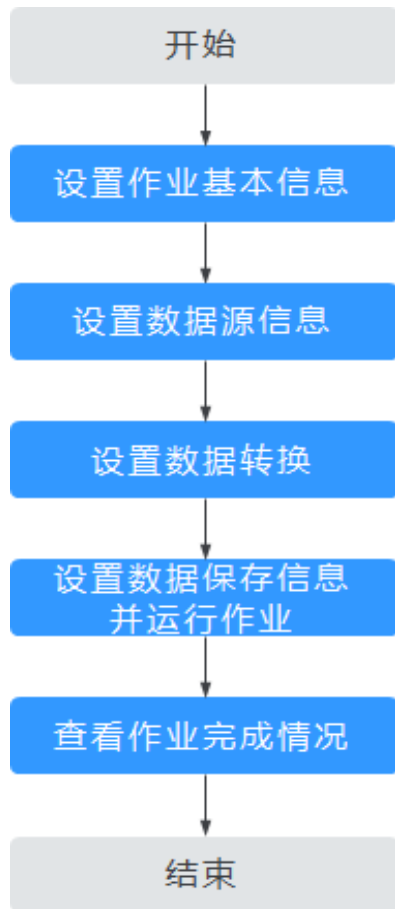 开始
设置作业基本信息
设置数据源信息
设置数据转换
设置数据保存信息
并运行作业
查看作业完成情况
结束